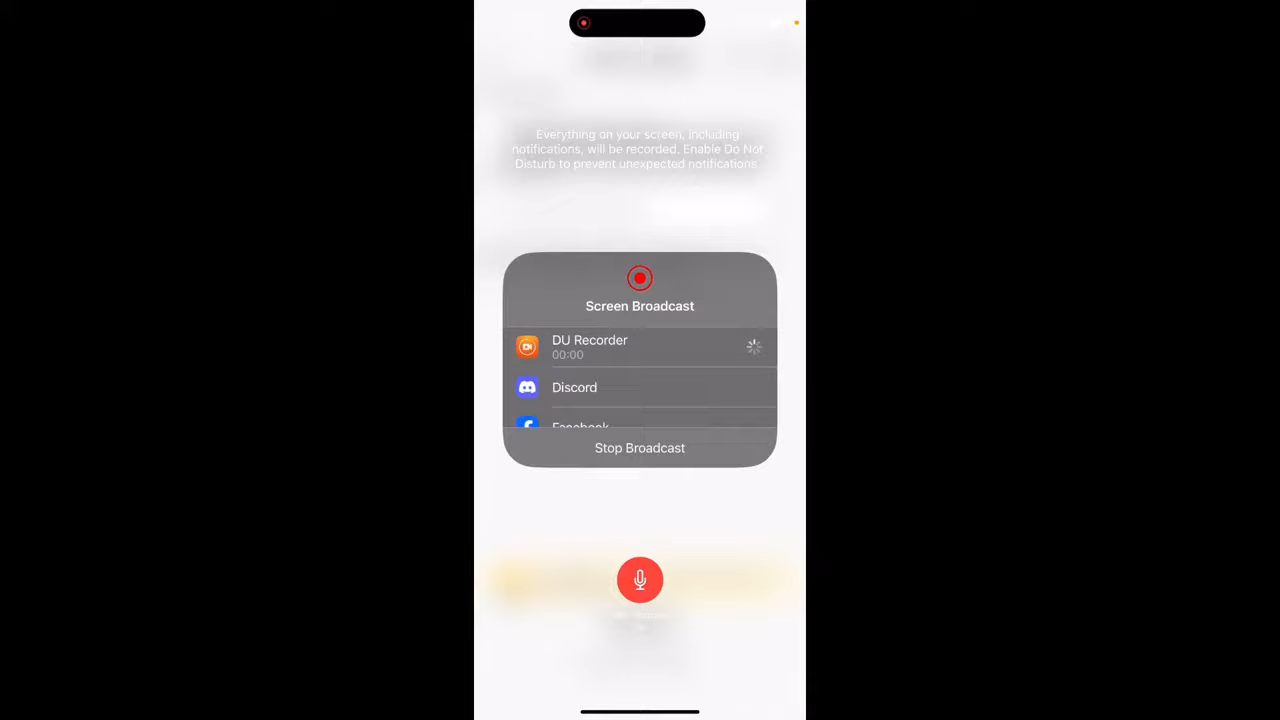 Everything on your screen, including
notifications, will be recorded. Enable Do Not
Disturb to prevent unexpected notifications.
Screen Broadcast
DU Recorder
00:00
Discord
Facebook
Stop Broadcast